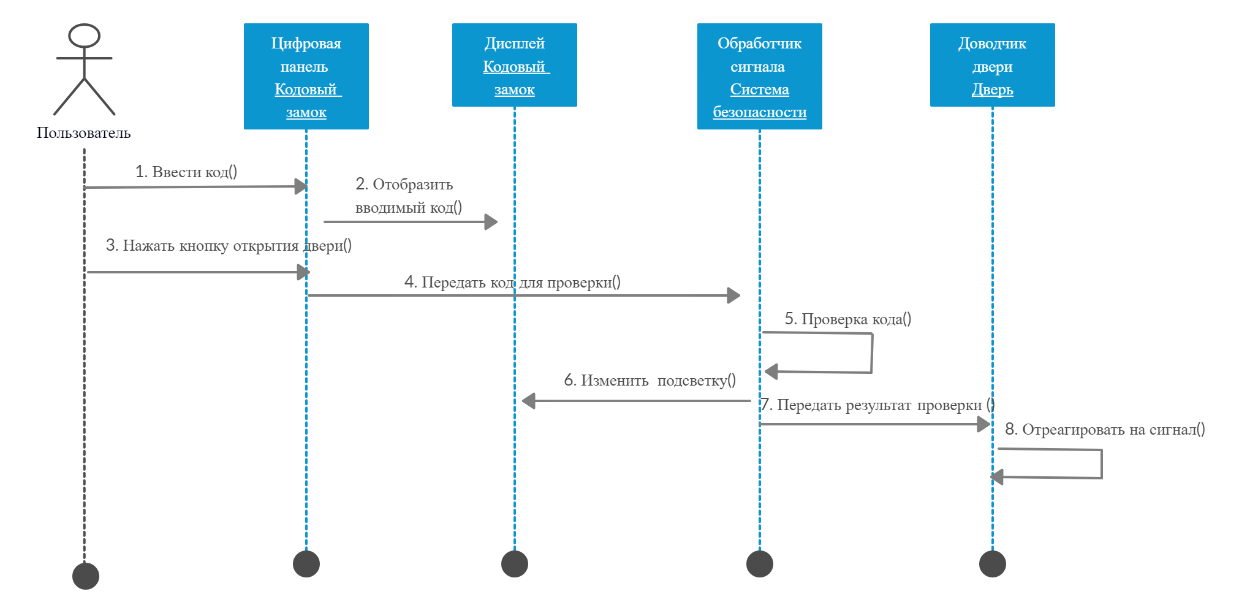 Цифровая
панель
Кодовый
замок
Дисплей
Кодовый
замок
Обработчик
сигнала
Система
безопасности
Доводчик
двери
Дверь
Пользователь
1. Ввести код()
2. Отобразить
вводимый код()
3. Нажать кнопку открытия двери()
4. Передать код для проверки()
5. Проверка кода()
6. Изменить подсветку()
7. Передать результат проверки ()
8. Отреагировать на сигнал()